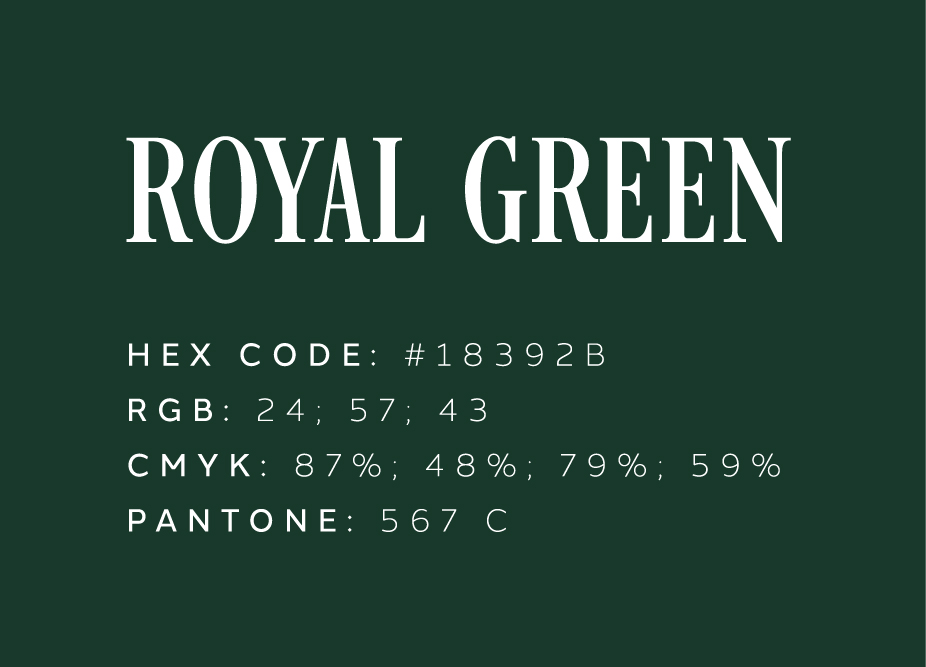 ROYAL GREEN
HEX CODE: #18392B
RGB: 24; 57; 43
CMYK: 87%; 48%; 79%; 59%
PANTONE: 567 C